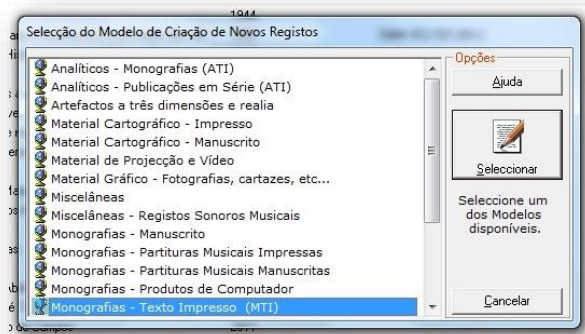 1944
Selecção do Modelo de Criação de Novos Registos
Analíticos - Monografias (ATI)
Analíticos - Publicações em Série (ATI)
Artefactos a três dimensões e realia
Material Cartográfico - Impresso
Material Cartográfico - Manuscrito
Material de Projecção e Vídeo
Material Gráfico - Fotografias, cartazes, etc...
Miscelâneas
Miscelâneas - Registos Sonoros Musicais
Monografias - Manuscrito
Monografias - Partituras Musicais Impressas
Monografias - Partituras Musicais Manuscritas
Monografias - Produtos de Computador
Monografias - Texto Impresso (MTI)
Opções
Ajuda
Seleccionar
Seleccione um
dos Modelos
disponíveis.
Cancelar